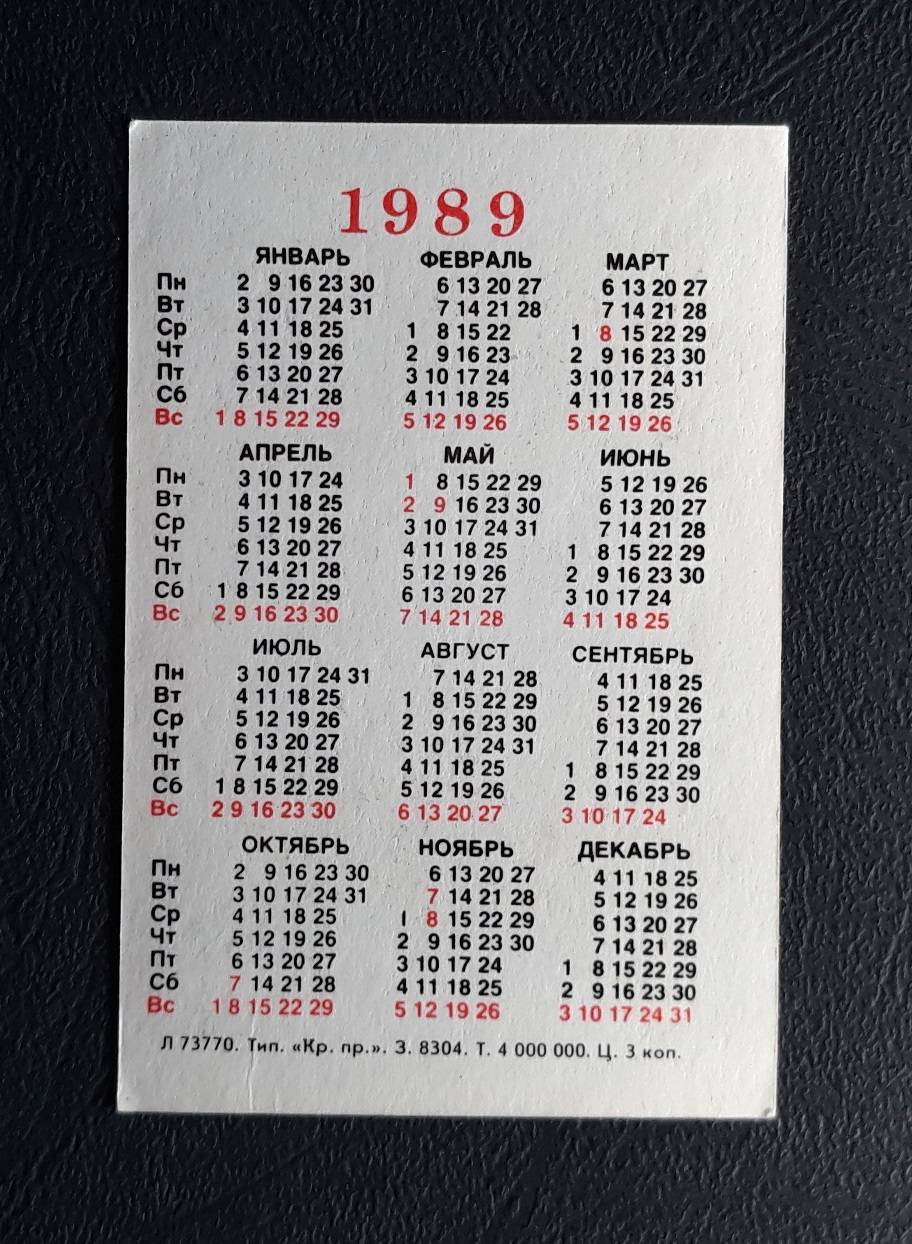 1989
ЯНВАРЬ ФЕВРАЛЬ МАРТ
Пн 2 9 16 23 30 6 13 20 27 6 13 20 27
Вт 3 10 17 24 31 7 14 21 28 7 14 21 28
Ср 4 11 18 25 1 8 15 22 1 8 15 22 29
Чт 5 12 19 26 2 9 16 23 2 9 16 23 30
Пт 6 13 20 27 3 10 17 24 3 10 17 24 31
Сб 7 14 21 28 4 11 18 25 4 11 18 25
Вс 1 8 15 22 29 5 12 19 26 5 12 19 26
АПРЕЛЬ МАЙ ИЮНЬ
Пн 3 10 17 24 1 8 15 22 29 5 12 19 26
Вт 4 11 18 25 2 9 16 23 30 6 13 20 27
Ср 5 12 19 26 3 10 17 24 31 7 14 21 28
Чт 6 13 20 27 4 11 18 25 1 8 15 22 29
Пт 7 14 21 28 5 12 19 26 2 9 16 23 30
Сб 1 8 15 22 29 6 13 20 27 3 10 17 24
Вс 2 9 16 23 30 7 14 21 28 4 11 18 25
ИЮЛЬ АВГУСТ СЕНТЯБРЬ
Пн 3 10 17 24 31 7 14 21 28 4 11 18 25
Вт 4 11 18 25 1 8 15 22 29 5 12 19 26
Ср 5 12 19 26 2 9 16 23 30 6 13 20 27
Чт 6 13 20 27 3 10 17 24 31 7 14 21 28
Пт 7 14 21 28 4 11 18 25 1 8 15 22 29
Сб 1 8 15 22 29 5 12 19 26 2 9 16 23 30
Вс 2 9 16 23 30 6 13 20 27 3 10 17 24
ОКТЯБРЬ НОЯБРЬ ДЕКАБРЬ
Пн 2 9 16 23 30 6 13 20 27 4 11 18 25
Вт 3 10 17 24 31 7 14 21 28 5 12 19 26
Ср 4 11 18 25 1 8 15 22 29 6 13 20 27
Чт 5 12 19 26 2 9 16 23 30 7 14 21 28
Пт 6 13 20 27 3 10 17 24 1 8 15 22 29
Сб 7 14 21 28 4 11 18 25 2 9 16 23 30
Вс 1 8 15 22 29 5 12 19 26 3 10 17 24 31
Л 73770. Тип. «Кр. пр.». З. 8304. Т. 4 000 000. Ц. 3 коп.